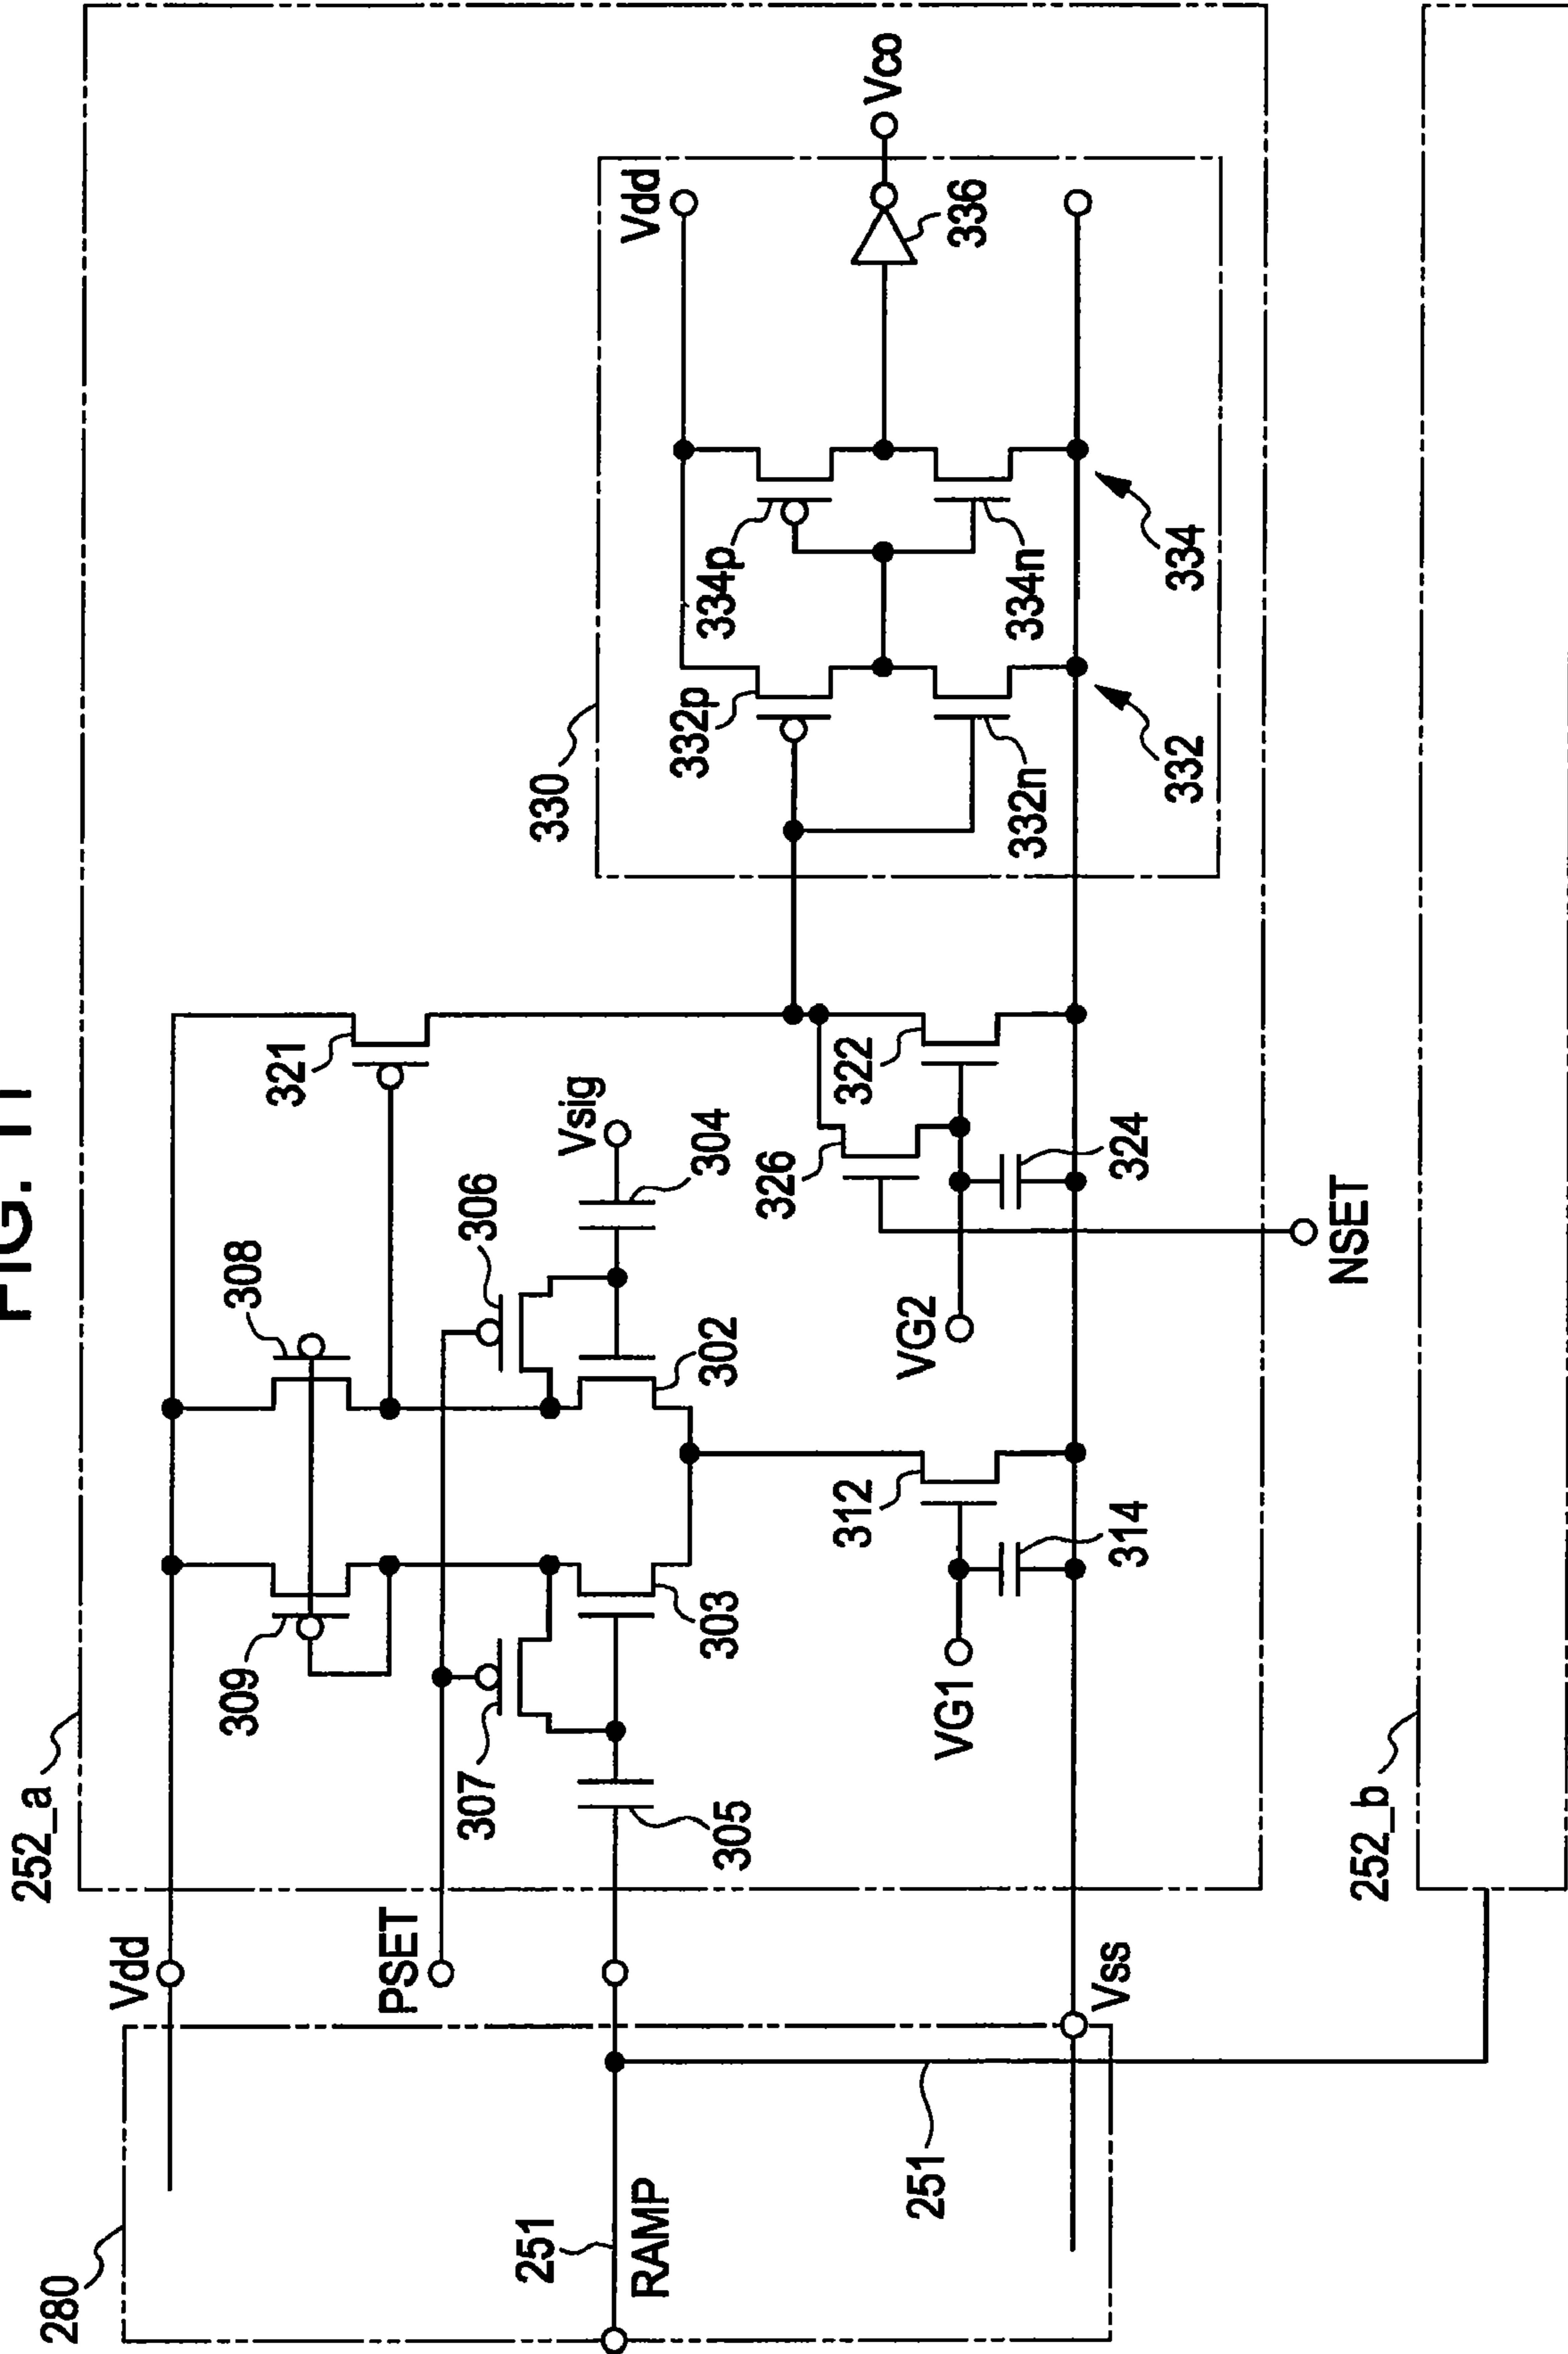 FIG. 11
252_a
Vdd
308
309
321
330
Vdd
PSET
306
307
Vsig
304
305
302
303
332p
334p
Vco
336
326
322
324
332n
334n
332
334
VG2
VG1
312
314
NSET
Vss
280
251
RAMP
251
252_b